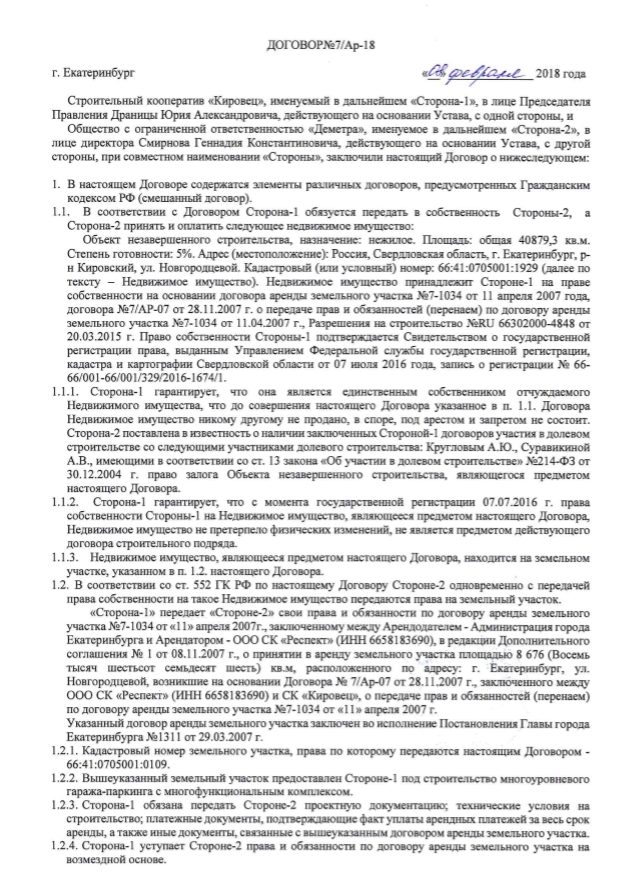 ДОГОВОР№7/Ар-18
г. Екатеринбург «08» февраля 2018 года
Строительный кооператив «Кировец», именуемый в дальнейшем «Сторона-1», в лице Председателя
Правления Драницы Юрия Александровича, действующего на основании Устава, с одной стороны, и
Общество с ограниченной ответственностью «Деметра», именуемое в дальнейшем «Сторона-2», в
лице директора Смирнова Геннадия Константиновича, действующего на основании Устава, с другой
стороны, при совместном наименовании «Стороны», заключили настоящий Договор о нижеследующем:
1. В настоящем Договоре содержатся элементы различных договоров, предусмотренных Гражданским
кодексом РФ (смешанный договор).
1.1. В соответствии с Договором Сторона-1 обязуется передать в собственность Стороны-2, а
Сторона-2 принять и оплатить следующее недвижимое имущество:
Объект незавершенного строительства, назначение: нежилое. Площадь: общая 40879,3 кв.м.
Степень готовности: 5%. Адрес (местоположение): Россия, Свердловская область, г. Екатеринбург, р-
н Кировский, ул. Новгородцевой. Кадастровый (или условный) номер: 66:41:0705001:1929 (далее по
тексту – Недвижимое имущество). Недвижимое имущество принадлежит Стороне-1 на праве
собственности на основании договора аренды земельного участка №7-1034 от 11 апреля 2007 года,
договора №7/АР-07 от 28.11.2007 г. о передаче прав и обязанностей (перенаем) по договору аренды
земельного участка №7-1034 от 11.04.2007 г., Разрешения на строительство №RU 66302000-4848 от
20.03.2015 г. Право собственности Стороны-1 подтверждается Свидетельством о государственной
регистрации права, выданным Управлением Федеральной службы государственной регистрации,
кадастра и картографии Свердловской области от 07 июля 2016 года, запись о регистрации № 66-
66/001-66/001/329/2016-1674/1.
1.1.1. Сторона-1 гарантирует, что она является единственным собственником отчуждаемого
Недвижимого имущества, что до совершения настоящего Договора указанное в п. 1.1. Договора
Недвижимое имущество никому другому не продано, в споре, под арестом и запретом не состоит.
Сторона-2 поставлена в известность о наличии заключенных Стороной-1 договоров участия в долевом
строительстве со следующими участниками долевого строительства: Кругловым А.Ю., Суравикиной
А.В., имеющими в соответствии со ст. 13 закона «Об участии в долевом строительстве» №214-ФЗ от
30.12.2004 г. право залога Объекта незавершенного строительства, являющегося предметом
настоящего Договора.
1.1.2. Сторона-1 гарантирует, что с момента государственной регистрации 07.07.2016 г. права
собственности Стороны-1 на Недвижимое имущество, являющееся предметом настоящего Договора,
Недвижимое имущество не претерпело физических изменений, не является предметом действующего
договора строительного подряда.
1.1.3. Недвижимое имущество, являющееся предметом настоящего Договора, находится на земельном
участке, указанном в п. 1.2. настоящего Договора.
1.2. В соответствии со ст. 552 ГК РФ по настоящему Договору Стороне-2 одновременно с передачей
права собственности на такое Недвижимое имущество передаются права на земельный участок.
«Сторона-1» передает «Стороне-2» свои права и обязанности по договору аренды земельного
участка №7-1034 от «11» апреля 2007г., заключенному между Арендодателем - Администрация города
Екатеринбурга и Арендатором - ООО СК «Респект» (ИНН 6658183690), в редакции Дополнительного
соглашения № 1 от 08.11.2007 г., о принятии в аренду земельного участка площадью 8 676 (Восемь
тысяч шестьсот семьдесят шесть) кв.м, расположенного по адресу: г. Екатеринбург, ул.
Новгородцевой, возникшие на основании Договора № 7/Ар-07 от 28.11.2007 г., заключенного между
ООО СК «Респект» (ИНН 6658183690) и СК «Кировец», о передаче прав и обязанностей (перенаем)
по договору аренды земельного участка №7-1034 от «11» апреля 2007 г.
Указанный договор аренды земельного участка заключен во исполнение Постановления Главы города
Екатеринбурга №1311 от 29.03.2007 г.
1.2.1. Кадастровый номер земельного участка, права по которому передаются настоящим Договором -
66:41:0705001:0109.
1.2.2. Вышеуказанный земельный участок предоставлен Стороне-1 под строительство многоуровневого
гаража-паркинга с многофункциональным комплексом.
1.2.3. Сторона-1 обязана передать Стороне-2 проектную документацию; технические условия на
строительство; платежные документы, подтверждающие факт уплаты арендных платежей за весь срок
аренды, а также иные документы, связанные с вышеуказанным договором аренды земельного участка.
1.2.4. Сторона-1 уступает Стороне-2 права и обязанности по договору аренды земельного участка на
возмездной основе.